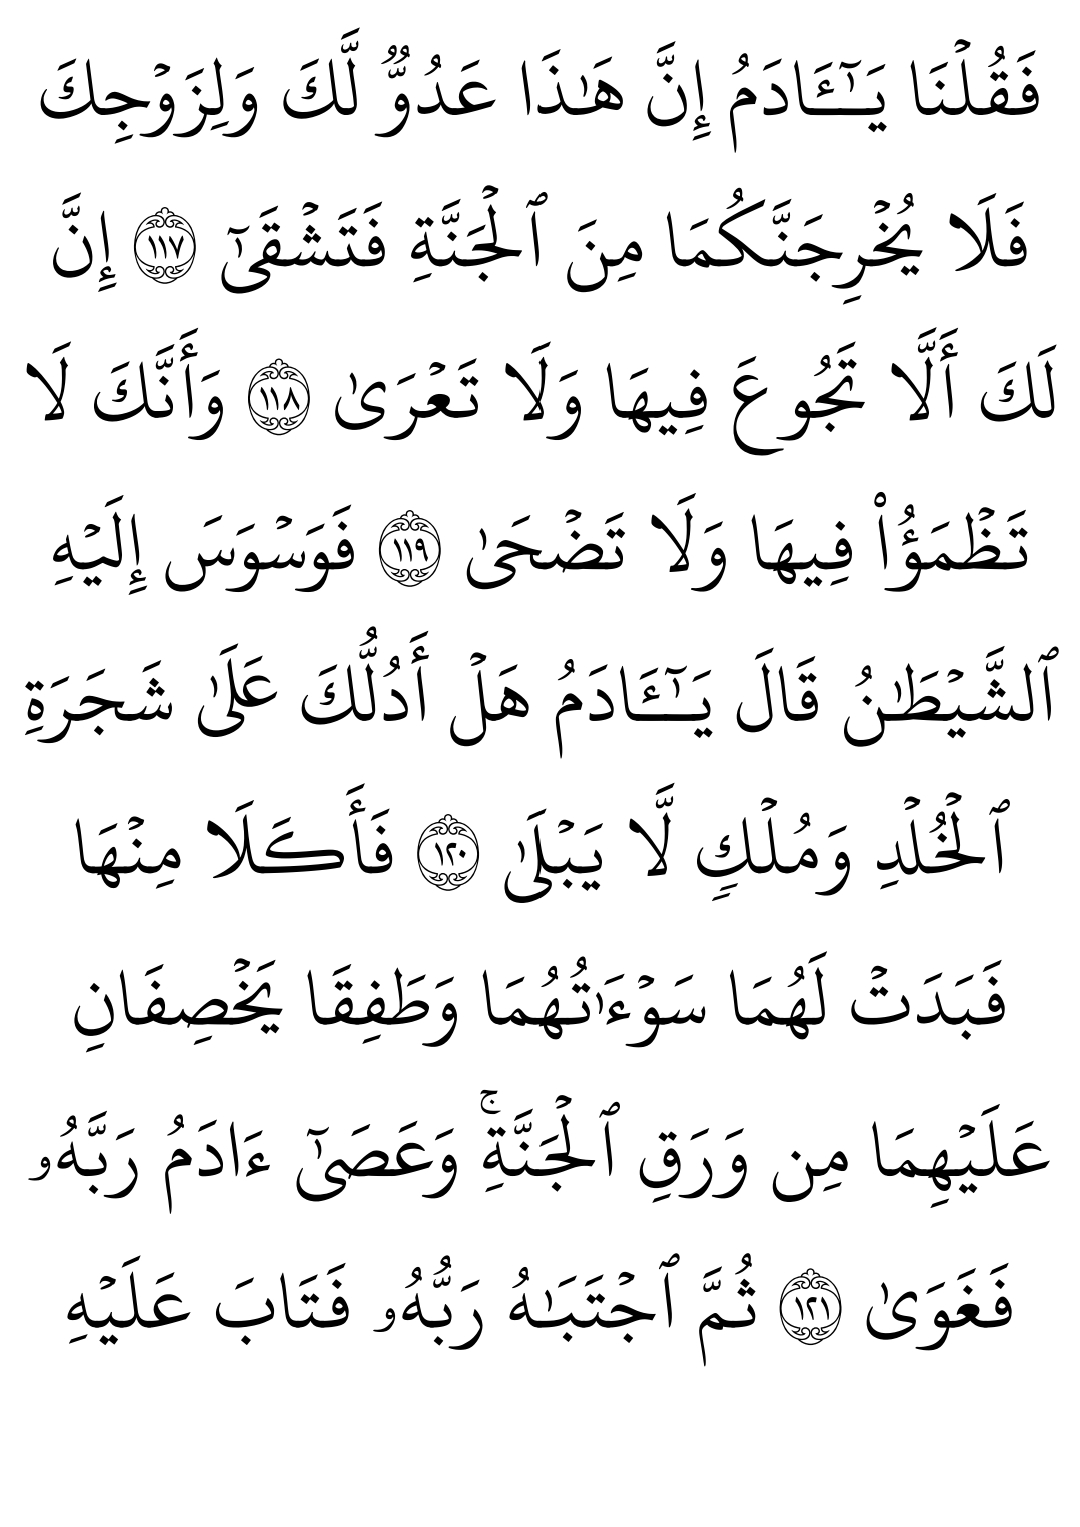 فَقُلۡنَا يَـٰٓـَٔادَمُ إِنَّ هَـٰذَا عَدُوࣱّ لَّكَ وَلِزَوۡجِكَ
فَلَا يُخۡرِجَنَّكُمَا مِنَ ٱلۡجَنَّةِ فَتَشۡقَىٰۤ ١١٧ إِنَّ
لَكَ أَلَّا تَجُوعَ فِيهَا وَلَا تَعۡرَىٰ ١١٨ وَأَنَّكَ لَا
تَظۡمَؤُا۟ فِيهَا وَلَا تَضۡحَىٰ ١١٩ فَوَسۡوَسَ إِلَيۡهِ
ٱلشَّيۡطَـٰنُ قَالَ يَـٰٓـَٔادَمُ هَلۡ أَدُلُّكَ عَلَىٰ شَجَرَةِ
ٱلۡخُلۡدِ وَمُلۡكࣲ لَّا يَبۡلَىٰ ١٢٠ فَأَكَلَا مِنۡهَا
فَبَدَتۡ لَهُمَا سَوۡءَ ٰ⁠تُهُمَا وَطَفِقَا يَخۡصِفَانِ
عَلَيۡهِمَا مِن وَرَقِ ٱلۡجَنَّةِۚ وَعَصَىٰۤ ءَادَمُ رَبَّهُۥ
فَغَوَىٰ ١٢١ ثُمَّ ٱجۡتَبَـٰهُ رَبُّهُۥ فَتَابَ عَلَيۡهِ